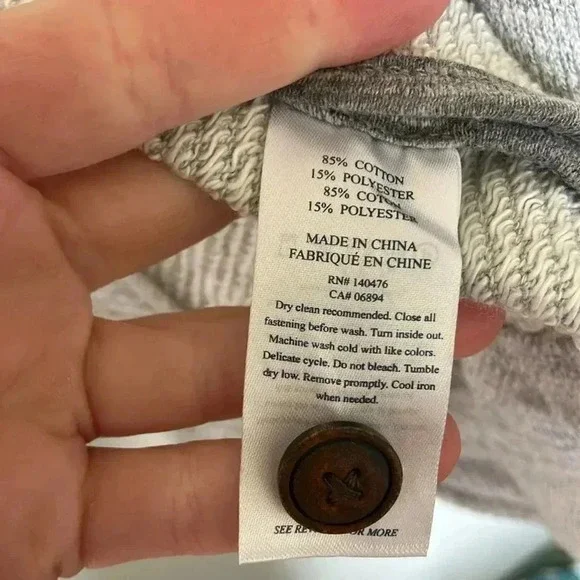 85% COTTON
15% POLYESTER
85% COTTON
15% POLYESTER
MADE IN CHINA
FABRIQUÉ EN CHINE
RN# 140476
CA# 06894
Dry clean recommended. Close all
fastening before wash. Turn inside out.
Machine wash cold with like colors.
Delicate cycle. Do not bleach. Tumble
dry low. Remove promptly. Cool iron
when needed.
SEE FOR MORE